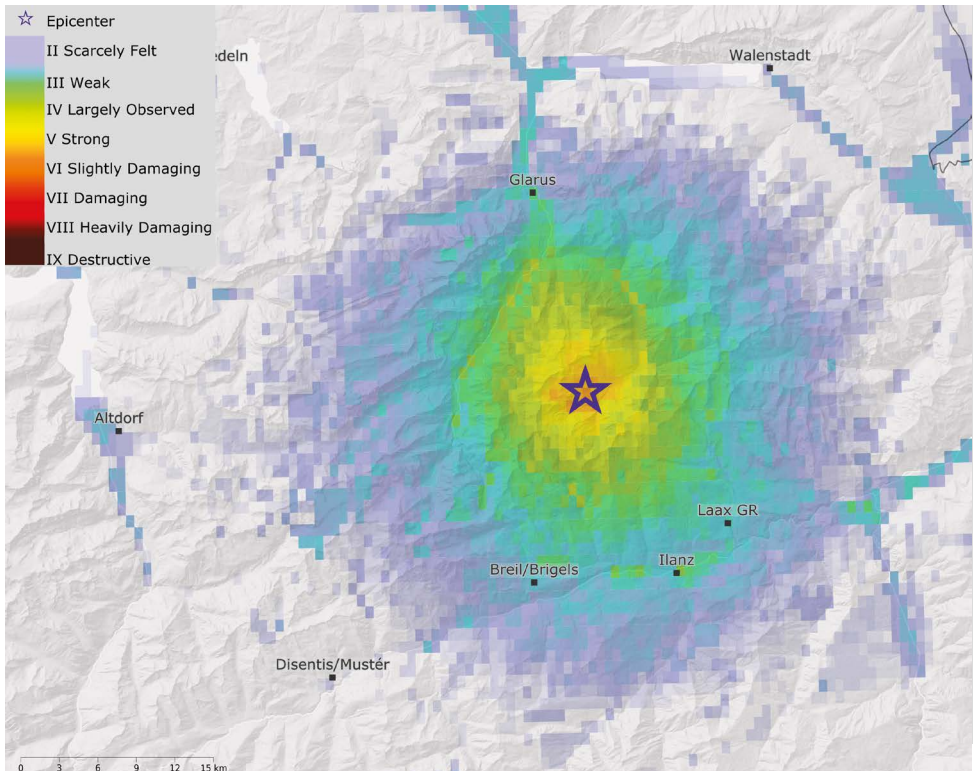 Epicenter
II Scarcely Felt
III Weak
IV Largely Observed
V Strong
VI Slightly Damaging
VII Damaging
VIII Heavily Damaging
IX Destructive
edeln
Walenstadt
Glarus
Altdorf
Laax GR
Breil/Brigels
Ilanz
Disentis/Mustér
0 3 6 9 12 15 km